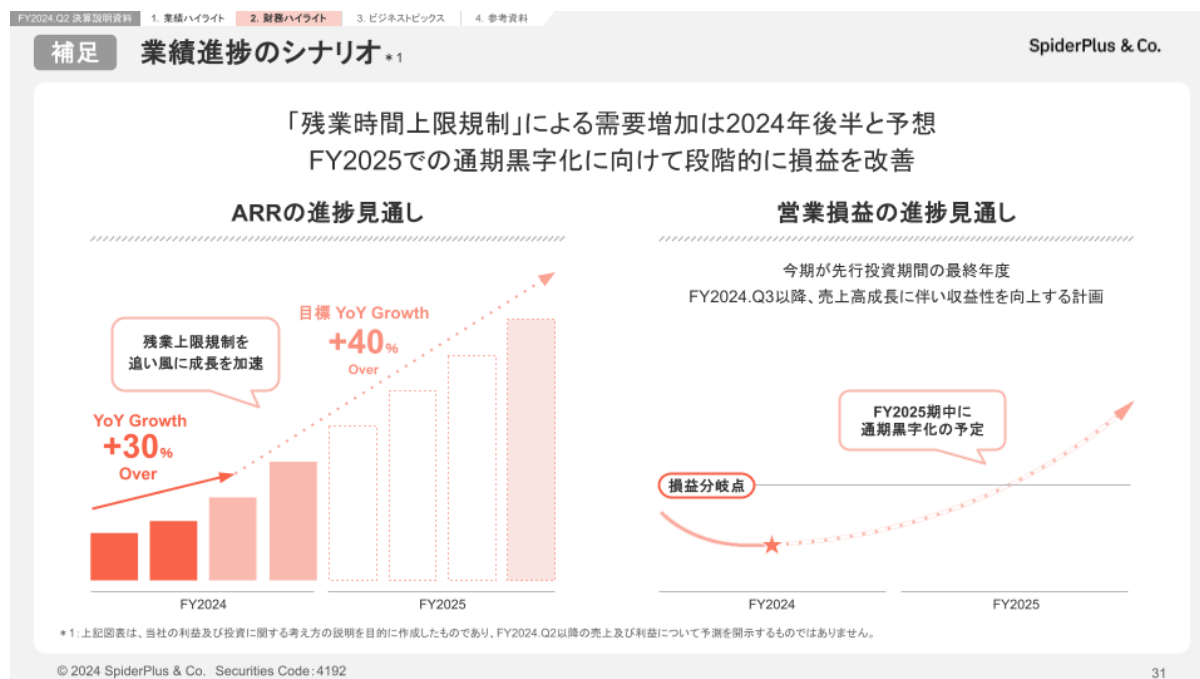 FY2024.Q2 決算説明資料
1. 業績ハイライト
2. 財務ハイライト
3. ビジネストピックス
4. 参考資料
補足
業績進捗のシナリオ＊1
SpiderPlus & Co.
「残業時間上限規制」による需要増加は2024年後半と予想
FY2025での通期黒字化に向けて段階的に損益を改善
ARRの進捗見通し
残業上限規制を
追い風に成長を加速
目標 YoY Growth
+40%
Over
YoY Growth
+30%
Over
FY2024
FY2025
営業損益の進捗見通し
今期が先行投資期間の最終年度
FY2024.Q3以降、売上高成長に伴い収益性を向上する計画
FY2025期中に
通期黒字化の予定
損益分岐点
FY2024
FY2025
＊1：上記図表は、当社の利益及び投資に関する考え方の説明を目的に作成したものであり、FY2024.Q2以降の売上及び利益について予測を開示するものではありません。
© 2024 SpiderPlus & Co. Securities Code：4192
31